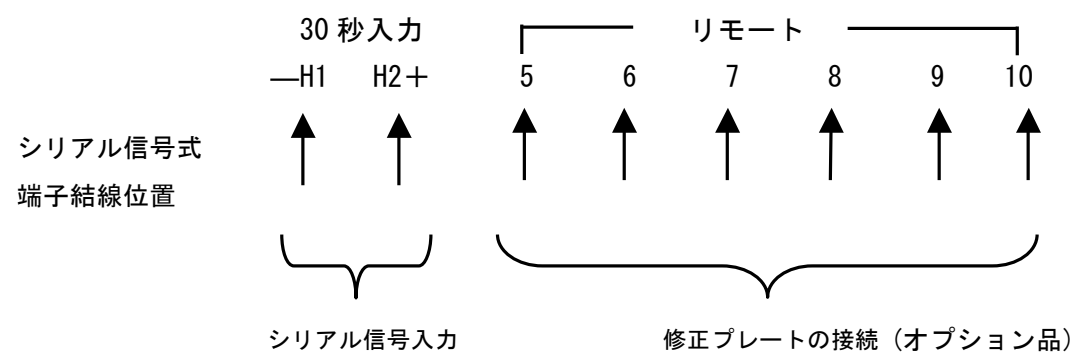 30 秒入力 リモート
—H1 H2＋ 5 6 7 8 9 10
シリアル信号式
端子結線位置
シリアル信号入力 修正プレートの接続（オプション品）